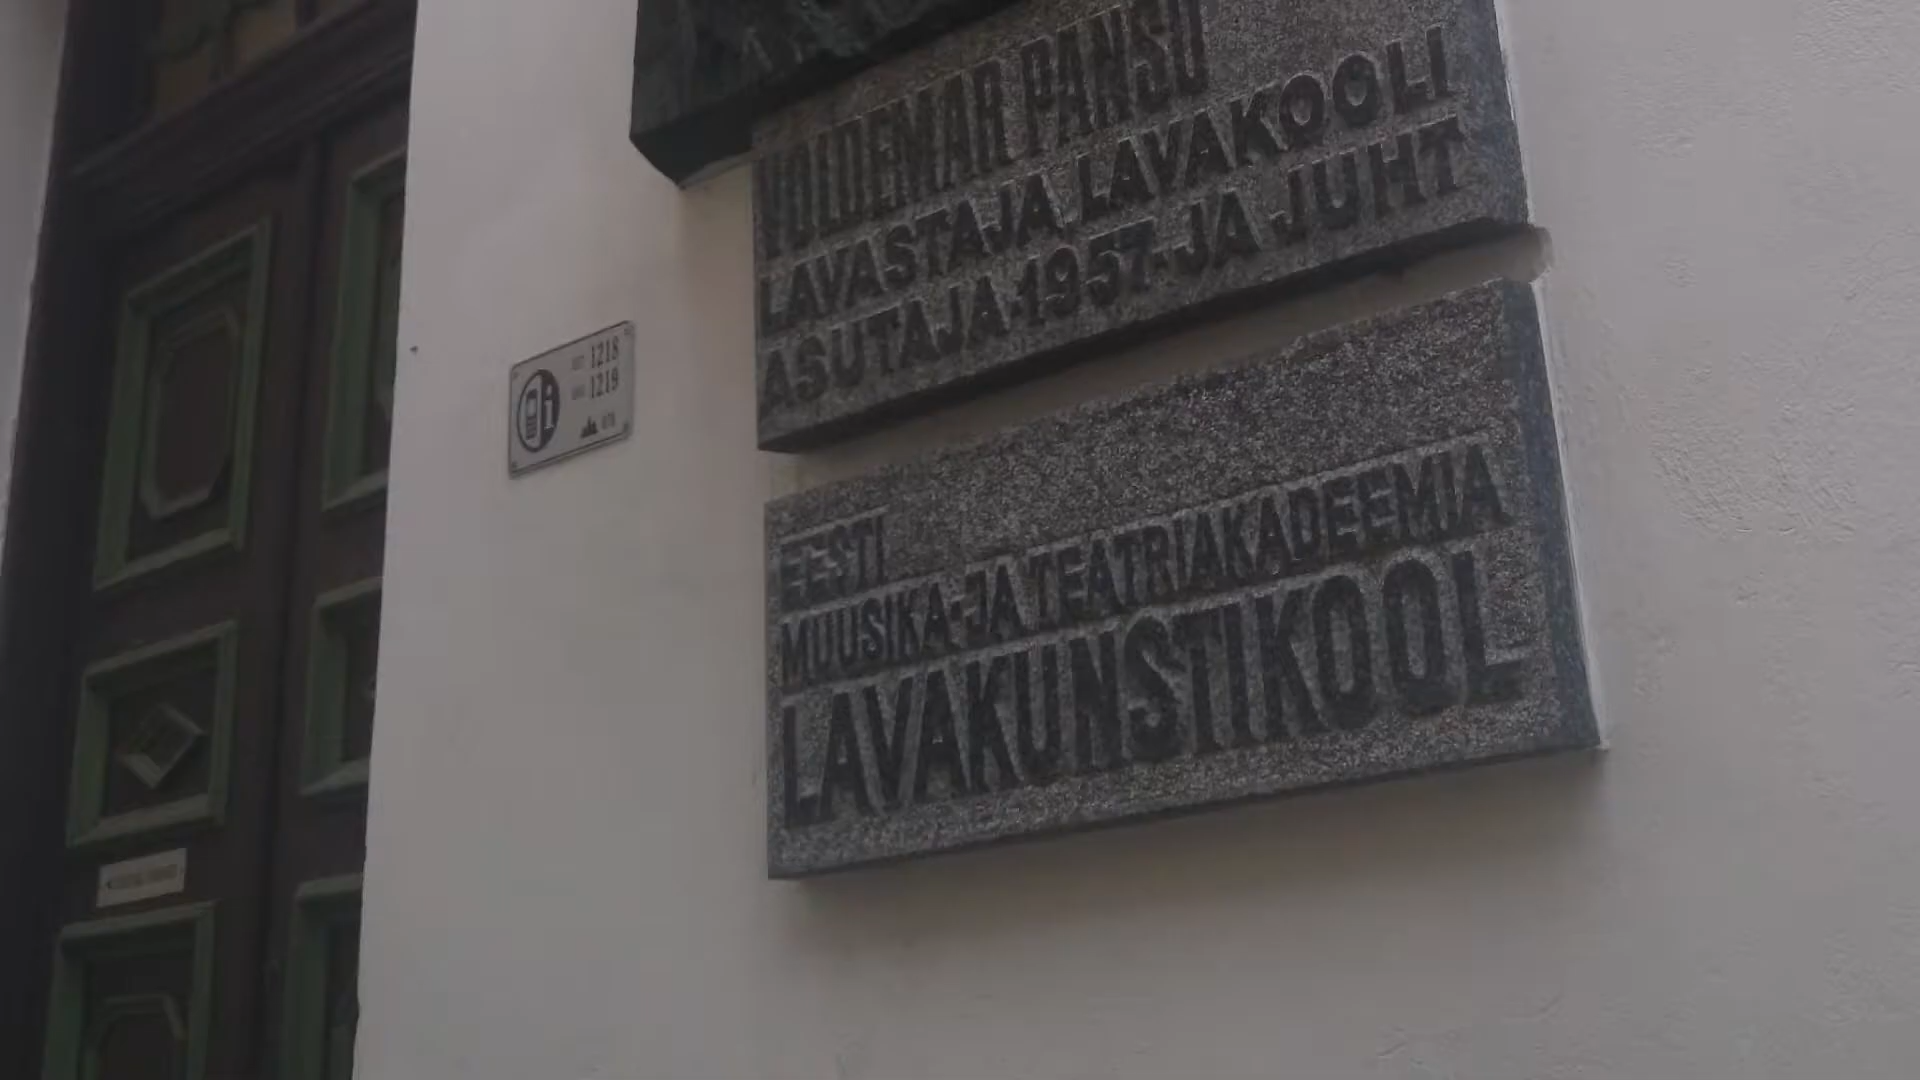 VOLDEMAR PANSO
LAVASTAJA, LAVAKOOLI
ASUTAJA 1957. JA JUHT
EESTI
MUUSIKA- JA TEATRIAKADEEMIA
LAVAKUNSTIKOOL
i
1218
1219